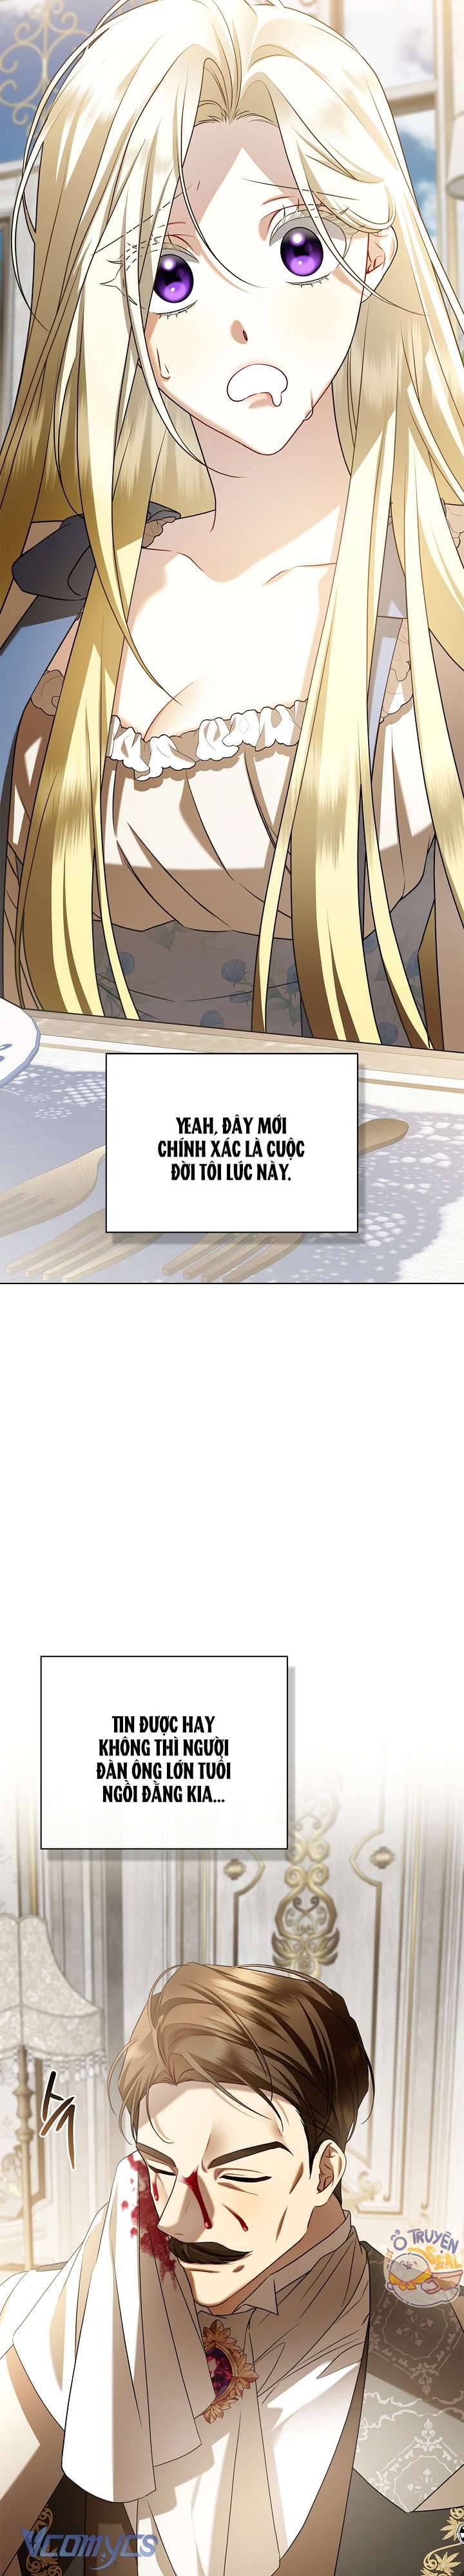 YEAH, ĐÂY MỚI
CHÍNH XÁC LÀ CUỘC
ĐỜI TÔI LÚC NÀY.
TIN ĐƯỢC HAY
KHÔNG THÌ NGƯỜI
ĐÀN ÔNG LỚN TUỔI
NGỒI ĐẰNG KIA...
Ổ TRUYỆN
SEAL
Vcomycs